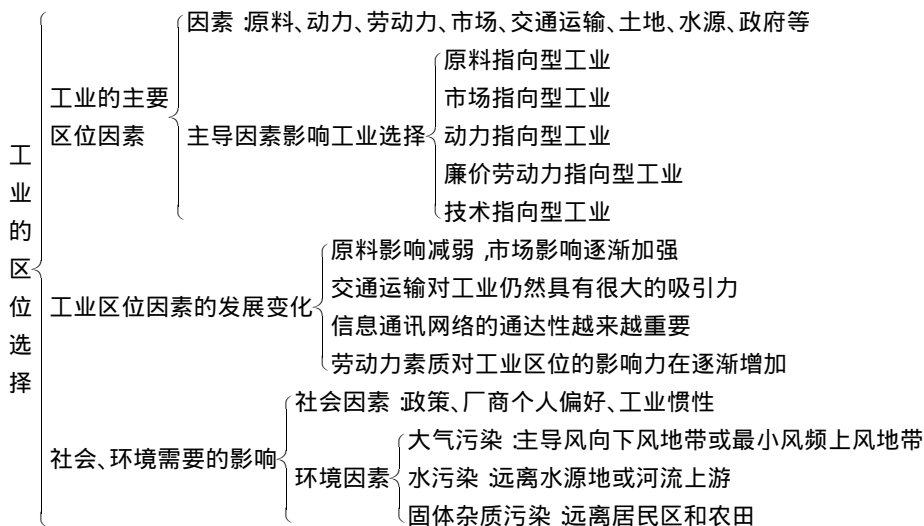 工业的区位选择
工业的主要
区位因素
因素:原料、动力、劳动力、市场、交通运输、土地、水源、政府等
主导因素影响工业选择
原料指向型工业
市场指向型工业
动力指向型工业
廉价劳动力指向型工业
技术指向型工业
工业区位因素的发展变化
原料影响减弱,市场影响逐渐加强
交通运输对工业仍然具有很大的吸引力
信息通讯网络的通达性越来越重要
劳动力素质对工业区位的影响力在逐渐增加
社会、环境需要的影响
社会因素:政策、厂商个人偏好、工业惯性
环境因素
大气污染:主导风向下风地带或最小风频上风地带
水污染:远离水源地或河流上游
固体杂质污染:远离居民区和农田